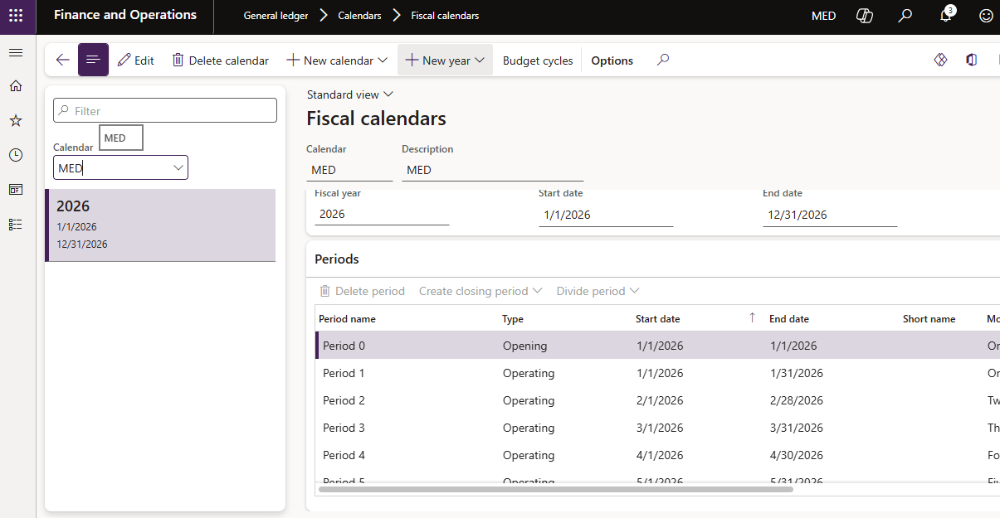 Finance and Operations
General ledger Calendars Fiscal calendars
MED
3
Edit Delete calendar New calendar New year Budget cycles Options
Filter
MED
Calendar
MED
2026
1/1/2026
12/31/2026
Standard view
Fiscal calendars
Calendar Description
MED MED
Fiscal year Start date End date
2026 1/1/2026 12/31/2026
Periods
Delete period Create closing period Divide period
Period name Type Start date End date Short name Mo
Period 0 Opening 1/1/2026 1/1/2026 On
Period 1 Operating 1/1/2026 1/31/2026 On
Period 2 Operating 2/1/2026 2/28/2026 Tw
Period 3 Operating 3/1/2026 3/31/2026 Th
Period 4 Operating 4/1/2026 4/30/2026 Fo
Period 5 Operating 5/1/2026 5/31/2026 Fiv